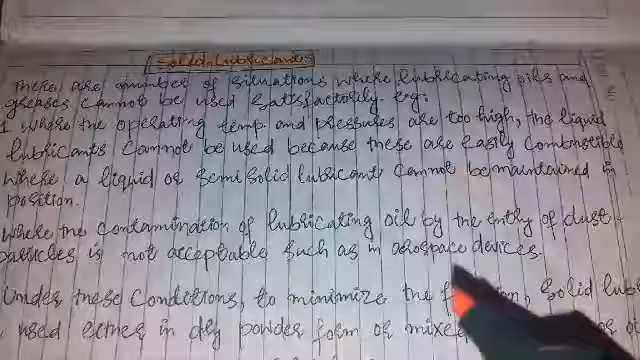 Solid Lubricants
There are a number of situations where lubricating oils and
greases cannot be used satisfactorily. e.g:
1 where the operating temp. and pressures are too high, the liquid
lubricants cannot be used because these are easily combustible
where a liquid or semisolid lubricant cannot be maintained in
position.
where the contamination of lubricating oil by the entry of dust
particles is not acceptable such as in aerospace devices.
Under these conditions, to minimize the solid
used either in dry powder form or